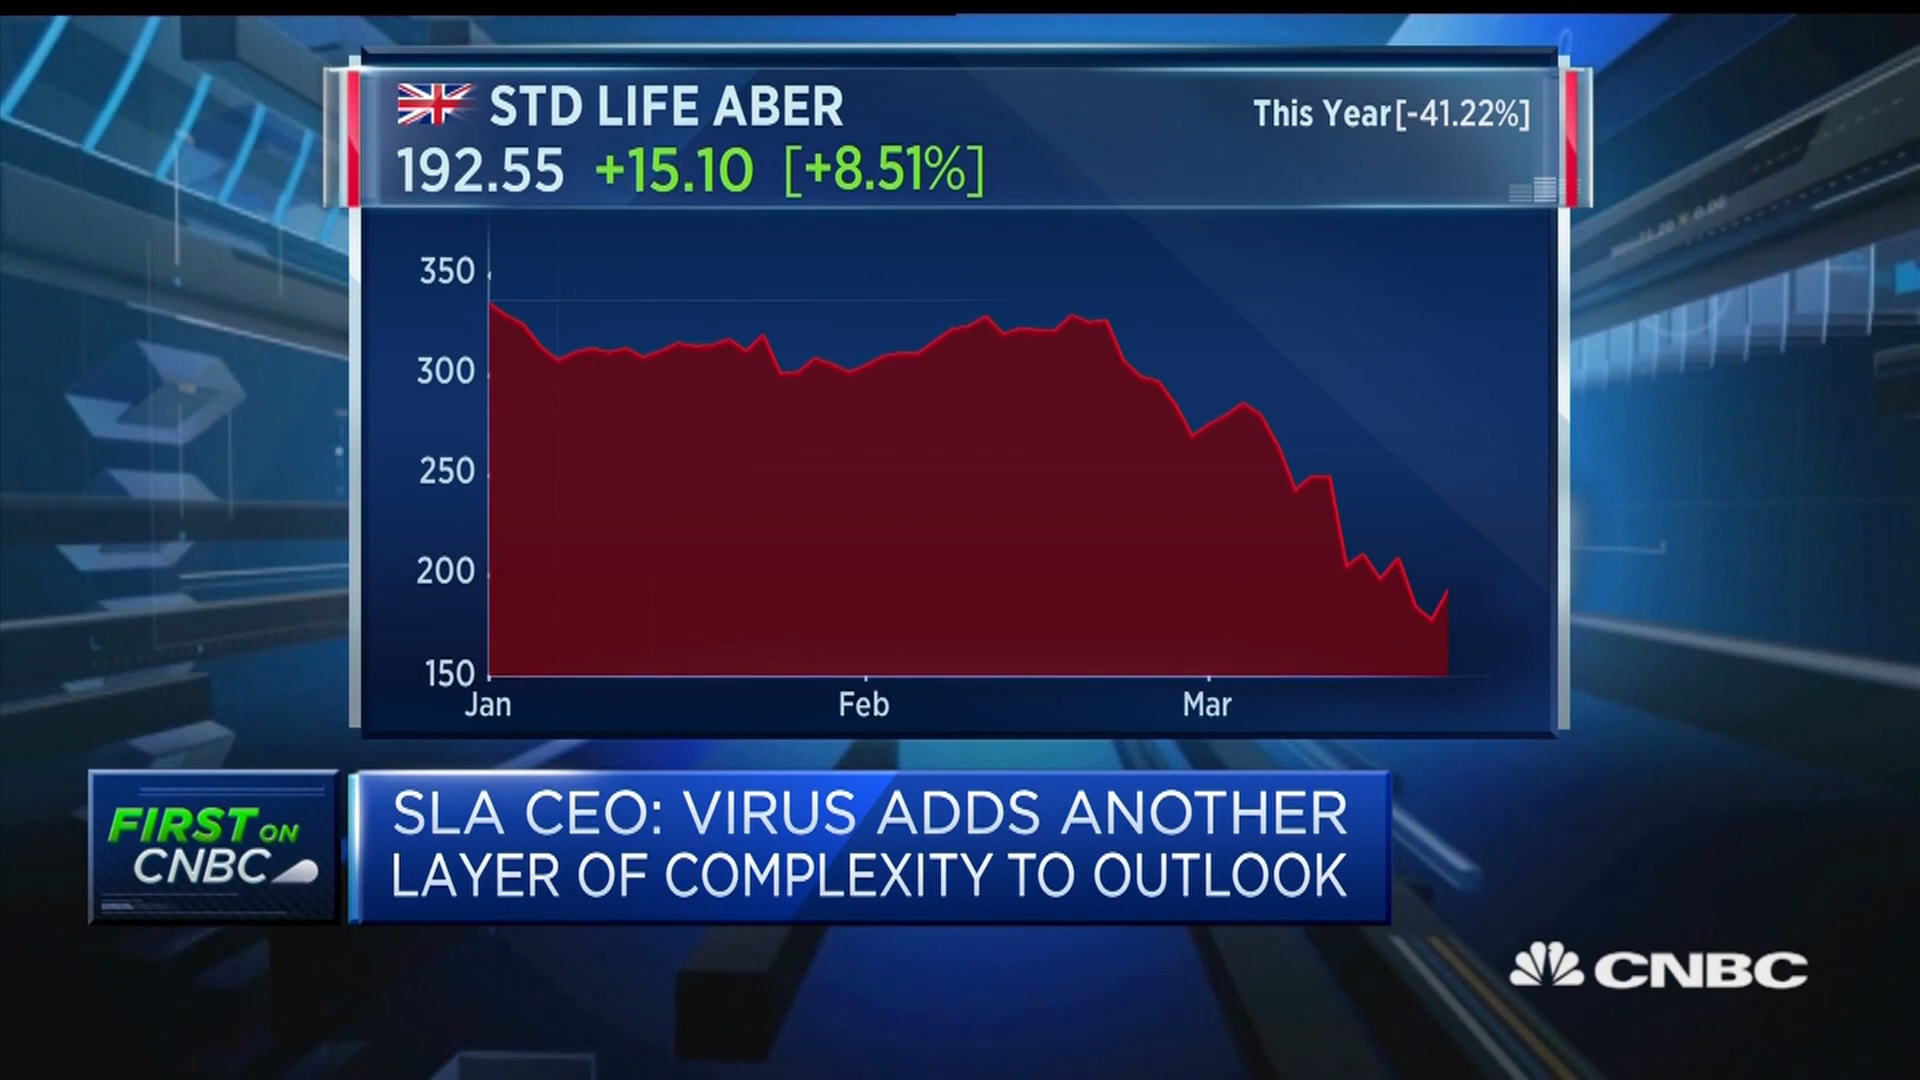 STD LIFE ABER
This Year[-41.22%]
192.55 +15.10 [+8.51%]
350
300
250
200
150
Jan Feb Mar
FIRST ON
CNBC
SLA CEO: VIRUS ADDS ANOTHER
LAYER OF COMPLEXITY TO OUTLOOK
CNBC